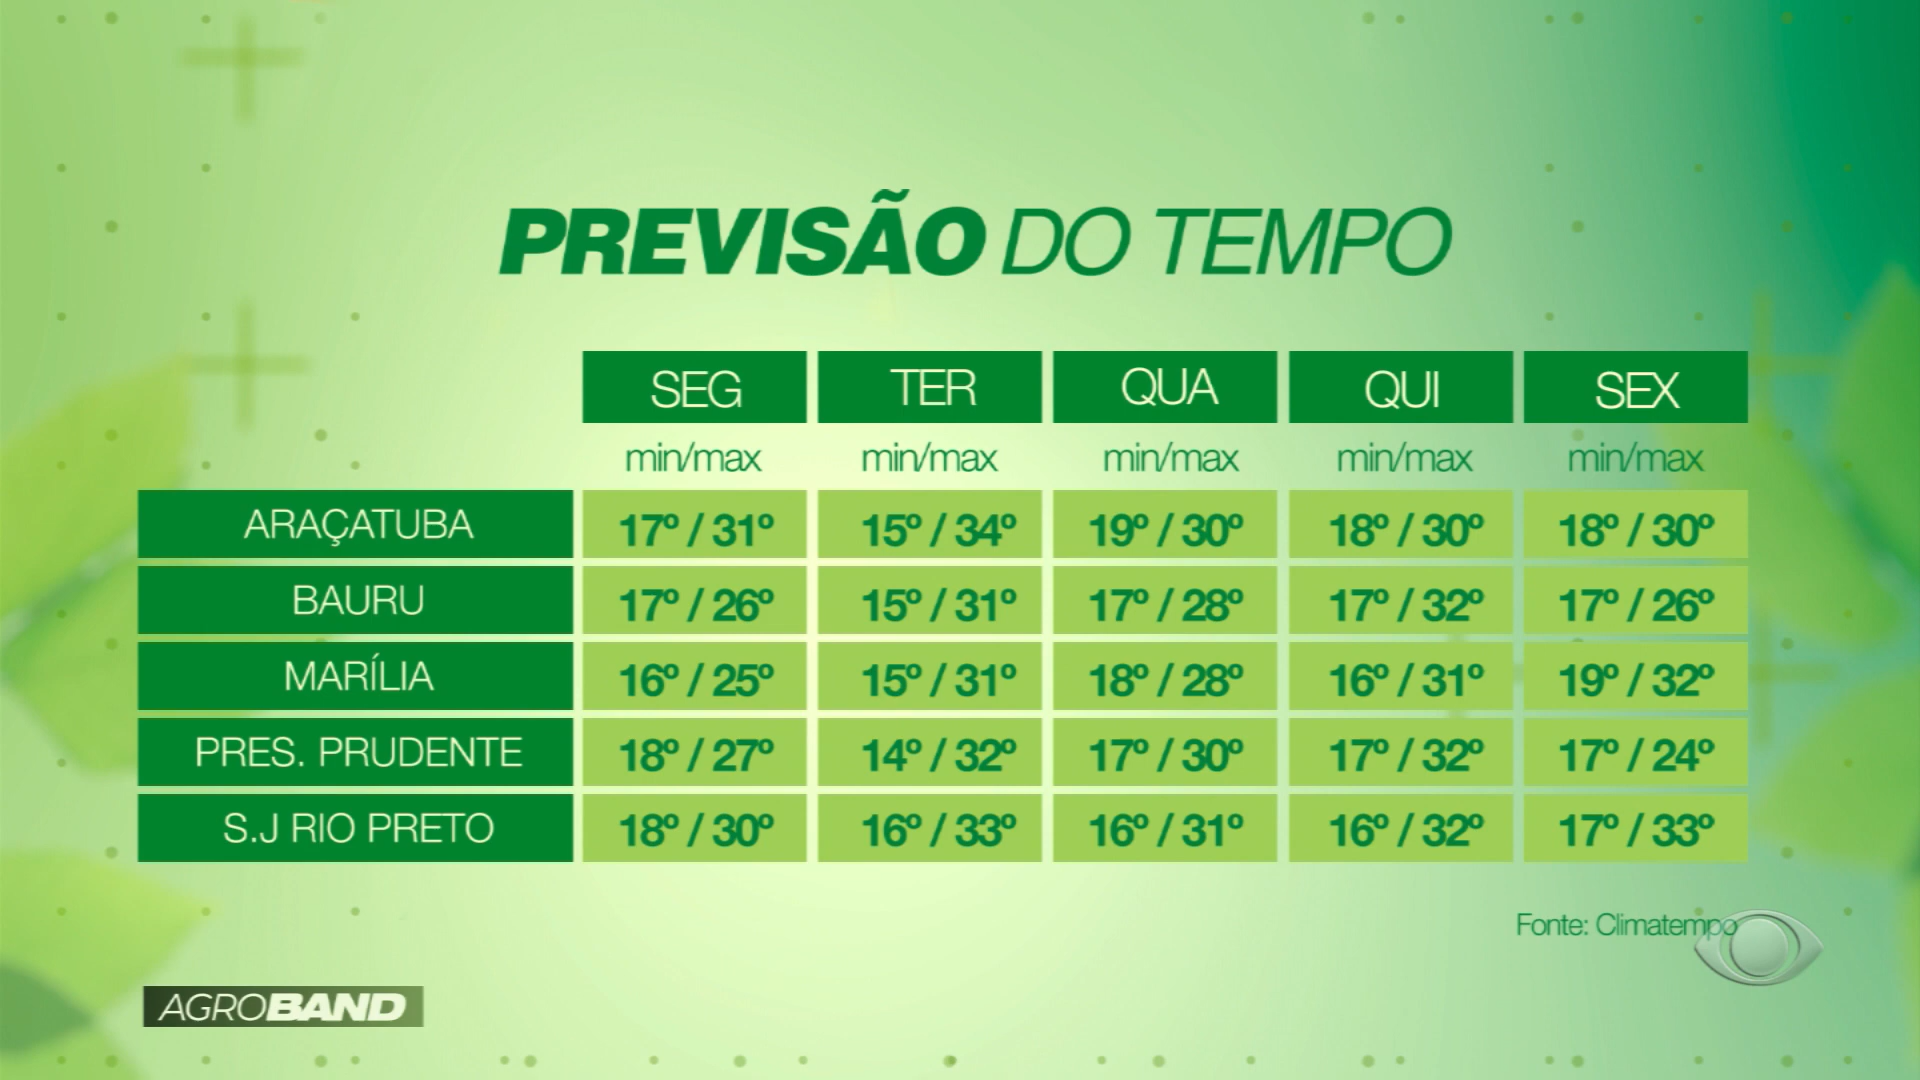 PREVISÃO DO TEMPO
SEG TER QUA QUI SEX
min/max min/max min/max min/max min/max
ARAÇATUBA 17º / 31º 15º / 34º 19º / 30º 18º / 30º 18º / 30º
BAURU 17º / 26º 15º / 31º 17º / 28º 17º / 32º 17º / 26º
MARÍLIA 16º / 25º 15º / 31º 18º / 28º 16º / 31º 19º / 32º
PRES. PRUDENTE 18º / 27º 14º / 32º 17º / 30º 17º / 32º 17º / 24º
S.J RIO PRETO 18º / 30º 16º / 33º 16º / 31º 16º / 32º 17º / 33º
Fonte: Climatempo
AGROBAND